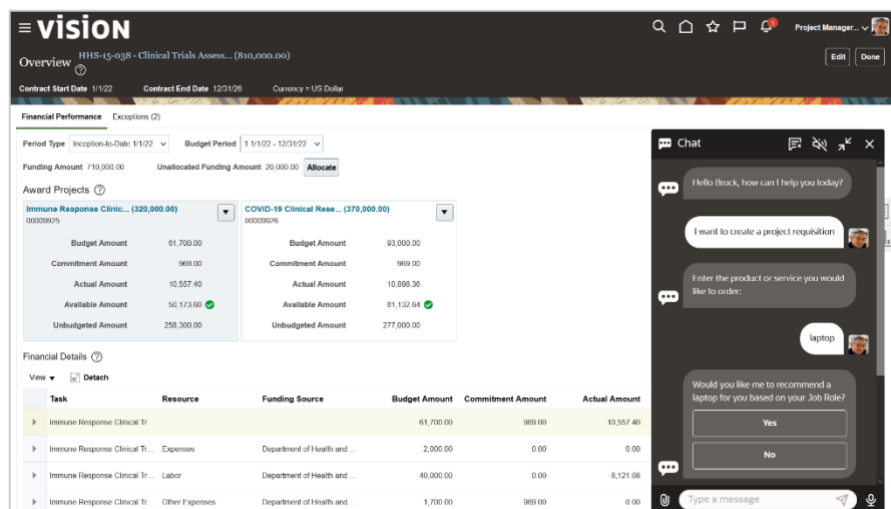 VISION
Project Manager...
Overview HHS-15-038 - Clinical Trials Assess... (810,000.00)
Edit Done
Contract Start Date 1/1/22 Contract End Date 12/31/26 Currency = US Dollar
Financial Performance Exceptions (2)
Period Type Inception-to-Date 1/1/22 Budget Period 1 1/1/22 - 12/31/22
Funding Amount 710,000.00 Unallocated Funding Amount 20,000.00 Allocate
Award Projects
Immune Response Clinic... (320,000.00)
00009925
Budget Amount 61,700.00
Commitment Amount 969.00
Actual Amount 10,557.40
Available Amount 50,173.60
Unbudgeted Amount 258,300.00
COVID-19 Clinical Rese... (370,000.00)
00009926
Budget Amount 93,000.00
Commitment Amount 969.00
Actual Amount 10,898.36
Available Amount 81,132.64
Unbudgeted Amount 277,000.00
Financial Details
View Detach
Task Resource Funding Source Budget Amount Commitment Amount Actual Amount
Immune Response Clinical Tr... 61,700.00 969.00 10,557.40
Immune Response Clinical Tr... Expenses Department of Health and ... 2,000.00 0.00 0.00
Immune Response Clinical Tr... Labor Department of Health and ... 40,000.00 0.00 8,121.08
Immune Response Clinical Tr... Other Expenses Department of Health and ... 1,700.00 969.00 0.00
Chat
Hello Brock, how can I help you today?
I want to create a project requisition
Enter the product or service you would
like to order:
laptop
Would you like me to recommend a
laptop for you based on your Job Role?
Yes
No
Type a message